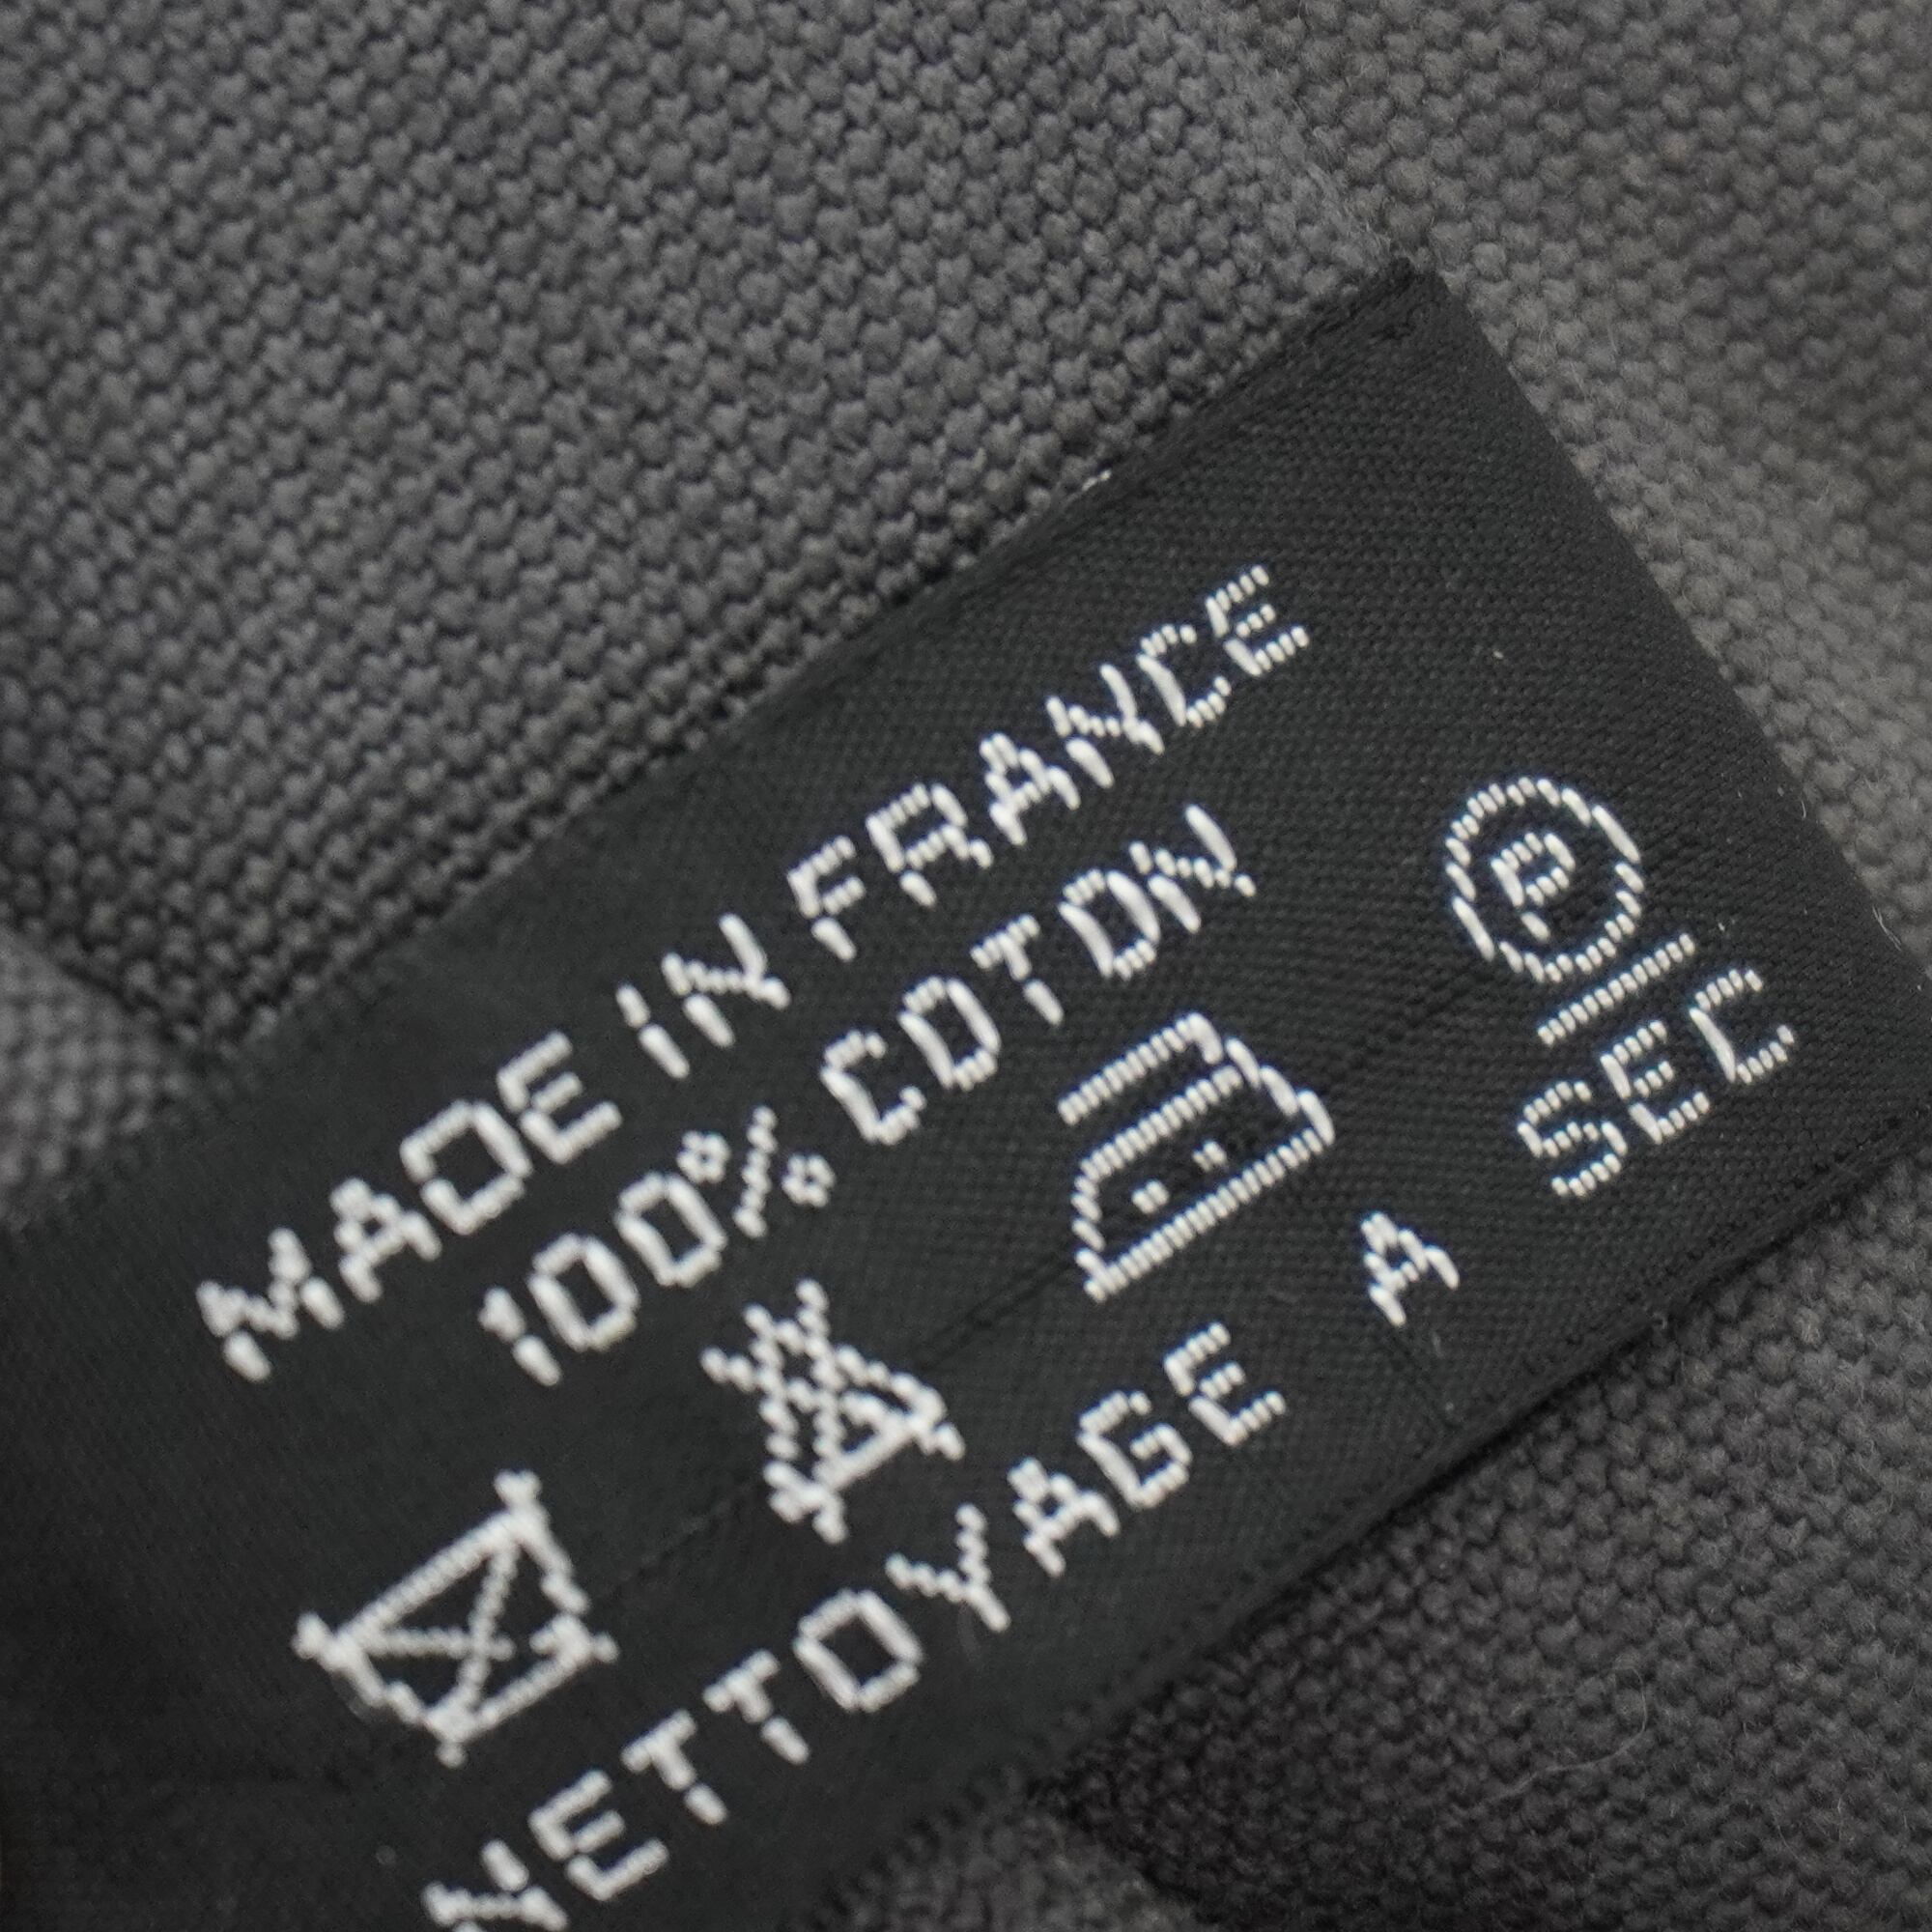 MADE IN FRANCE
100% COTON
P
NETTOYAGE A SEC